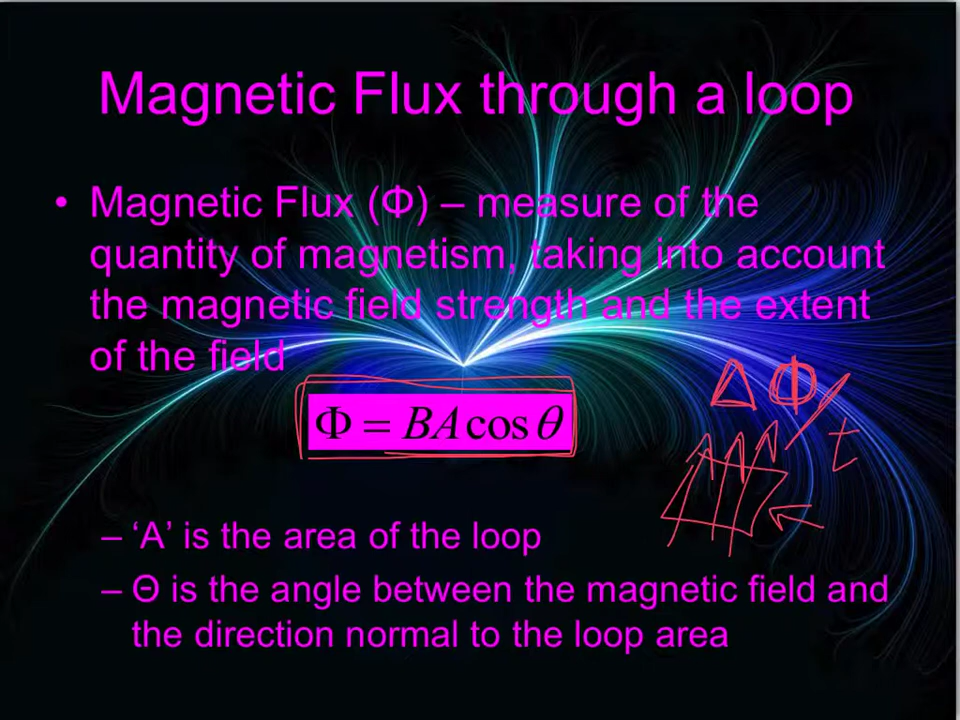 Magnetic Flux through a loop
• Magnetic Flux (Φ) – measure of the
quantity of magnetism, taking into account
the magnetic field strength and the extent
of the field
Δ Φ/t
Φ = BA cos θ
– ‘A’ is the area of the loop
– Θ is the angle between the magnetic field and
the direction normal to the loop area